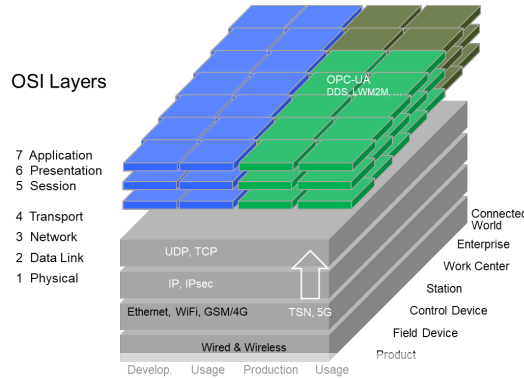 OPC-UA
DDS, LWM2M, ...
OSI Layers
7 Application
6 Presentation
5 Session
4 Transport
3 Network
2 Data Link
1 Physical
UDP, TCP
IP, IPsec
Ethernet, WiFi, GSM/4G
TSN, 5G
Wired & Wireless
Connected
World
Enterprise
Work Center
Station
Control Device
Field Device
Product
Develop.
Usage
Production
Usage